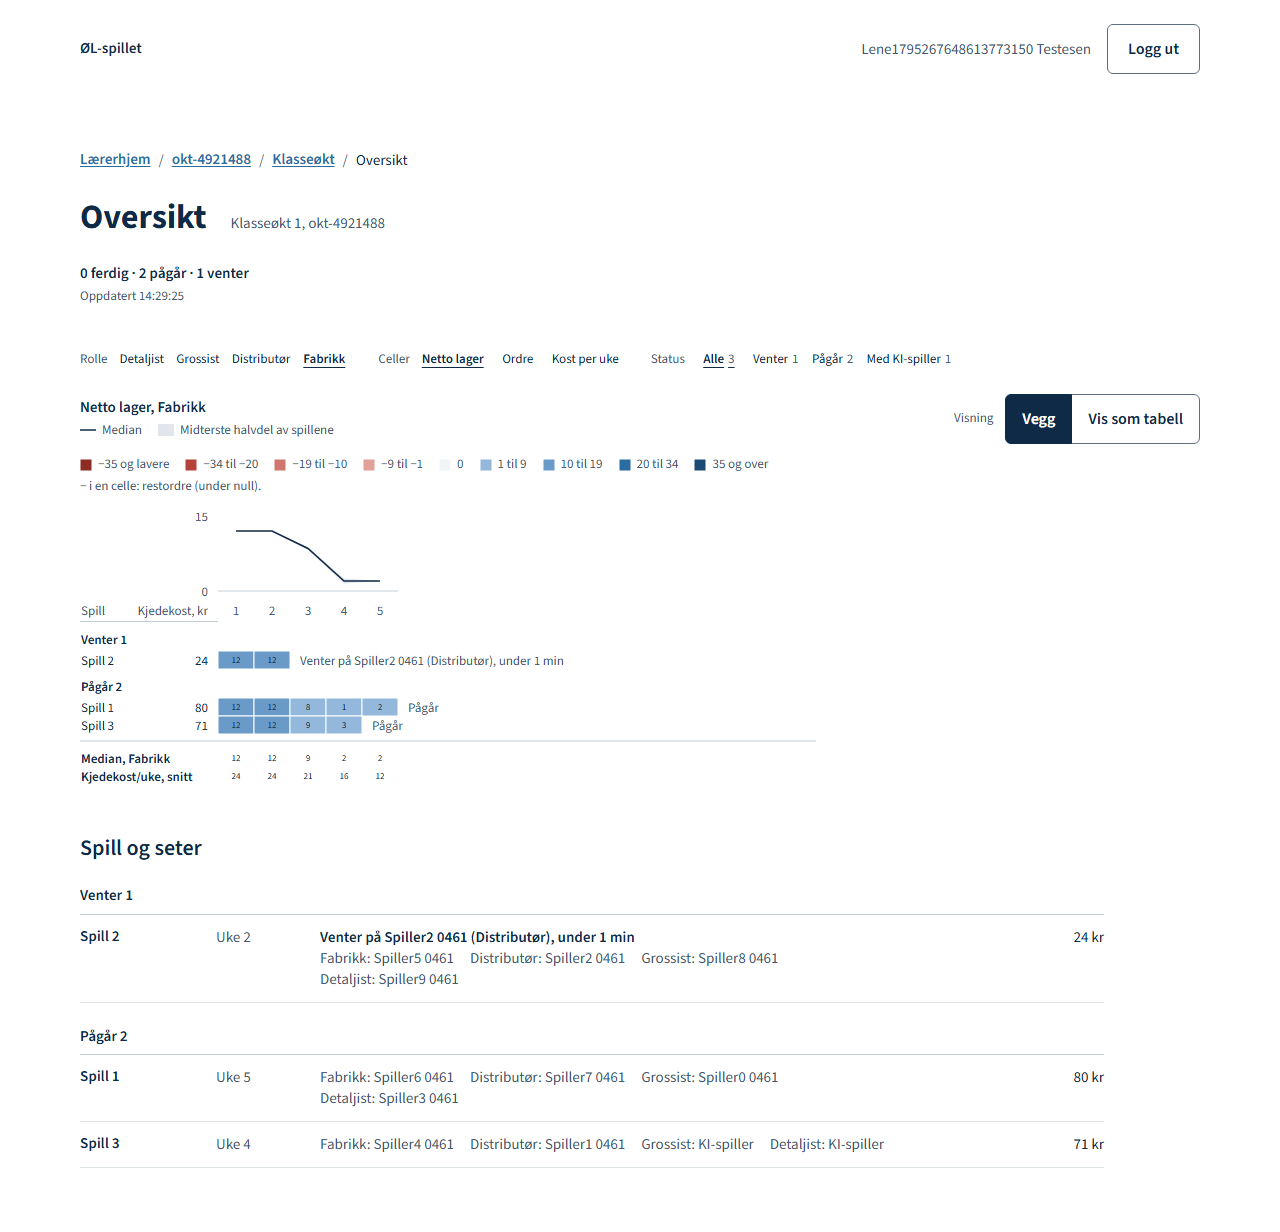 ØL-spillet
Lene1795267648613773150 Testesen
Logg ut
Lærerhjem / okt-4921488 / Klasseøkt / Oversikt
Oversikt Klasseøkt 1, okt-4921488
0 ferdig · 2 pågår · 1 venter
Oppdatert 14:29:25
Rolle Detaljist Grossist Distributør Fabrikk Celler Netto lager Ordre Kost per uke Status Alle 3 Venter 1 Pågår 2 Med KI-spiller 1
Netto lager, Fabrikk
Median Midterste halvdel av spillene
Visning Vegg Vis som tabell
−35 og lavere −34 til −20 −19 til −10 −9 til −1 0 1 til 9 10 til 19 20 til 34 35 og over
− i en celle: restordre (under null).
15
0
Spill Kjedekost, kr 1 2 3 4 5
Venter 1
Spill 2 24 12 12 Venter på Spiller2 0461 (Distributør), under 1 min
Pågår 2
Spill 1 80 12 12 8 1 2 Pågår
Spill 3 71 12 12 9 3 Pågår
Median, Fabrikk 12 12 9 2 2
Kjedekost/uke, snitt 24 24 21 16 12
Spill og seter
Venter 1
Spill 2 Uke 2 Venter på Spiller2 0461 (Distributør), under 1 min 24 kr
Fabrikk: Spiller5 0461 Distributør: Spiller2 0461 Grossist: Spiller8 0461
Detaljist: Spiller9 0461
Pågår 2
Spill 1 Uke 5 Fabrikk: Spiller6 0461 Distributør: Spiller7 0461 Grossist: Spiller0 0461 80 kr
Detaljist: Spiller3 0461
Spill 3 Uke 4 Fabrikk: Spiller4 0461 Distributør: Spiller1 0461 Grossist: KI-spiller Detaljist: KI-spiller 71 kr